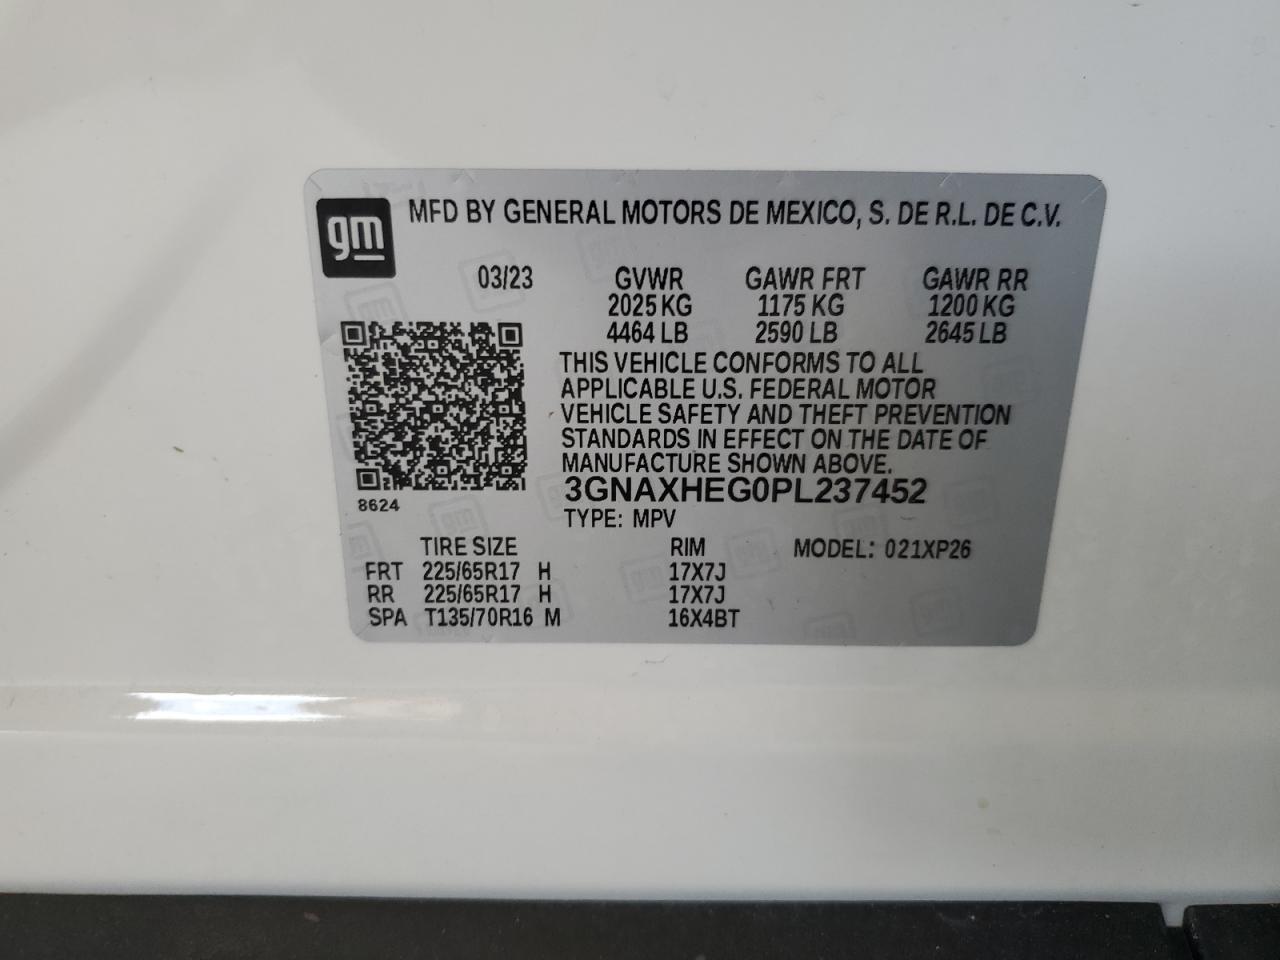 gm
MFD BY GENERAL MOTORS DE MEXICO, S. DE R.L. DE C.V.
03/23 GVWR GAWR FRT GAWR RR
2025 KG 1175 KG 1200 KG
4464 LB 2590 LB 2645 LB
THIS VEHICLE CONFORMS TO ALL
APPLICABLE U.S. FEDERAL MOTOR
VEHICLE SAFETY AND THEFT PREVENTION
STANDARDS IN EFFECT ON THE DATE OF
MANUFACTURE SHOWN ABOVE.
3GNAXHEG0PL237452
8624
TYPE: MPV
TIRE SIZE RIM MODEL: 021XP26
FRT 225/65R17 H 17X7J
RR 225/65R17 H 17X7J
SPA T135/70R16 M 16X4BT